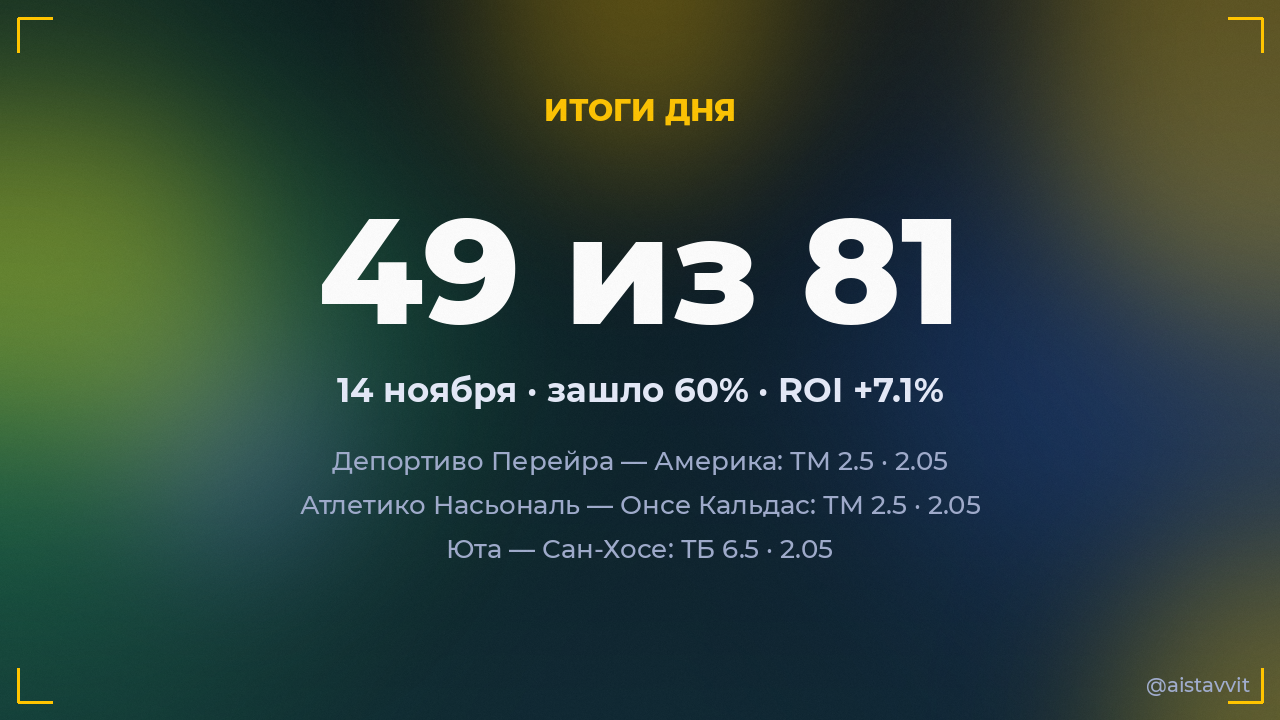 ИТОГИ ДНЯ
49 из 81
14 ноября · зашло 60% · ROI +7.1%
Депортиво Перейра — Америка: ТМ 2.5 · 2.05
Атлетико Насьональ — Онсе Кальдас: ТМ 2.5 · 2.05
Юта — Сан-Хосе: ТБ 6.5 · 2.05
@aistavvit